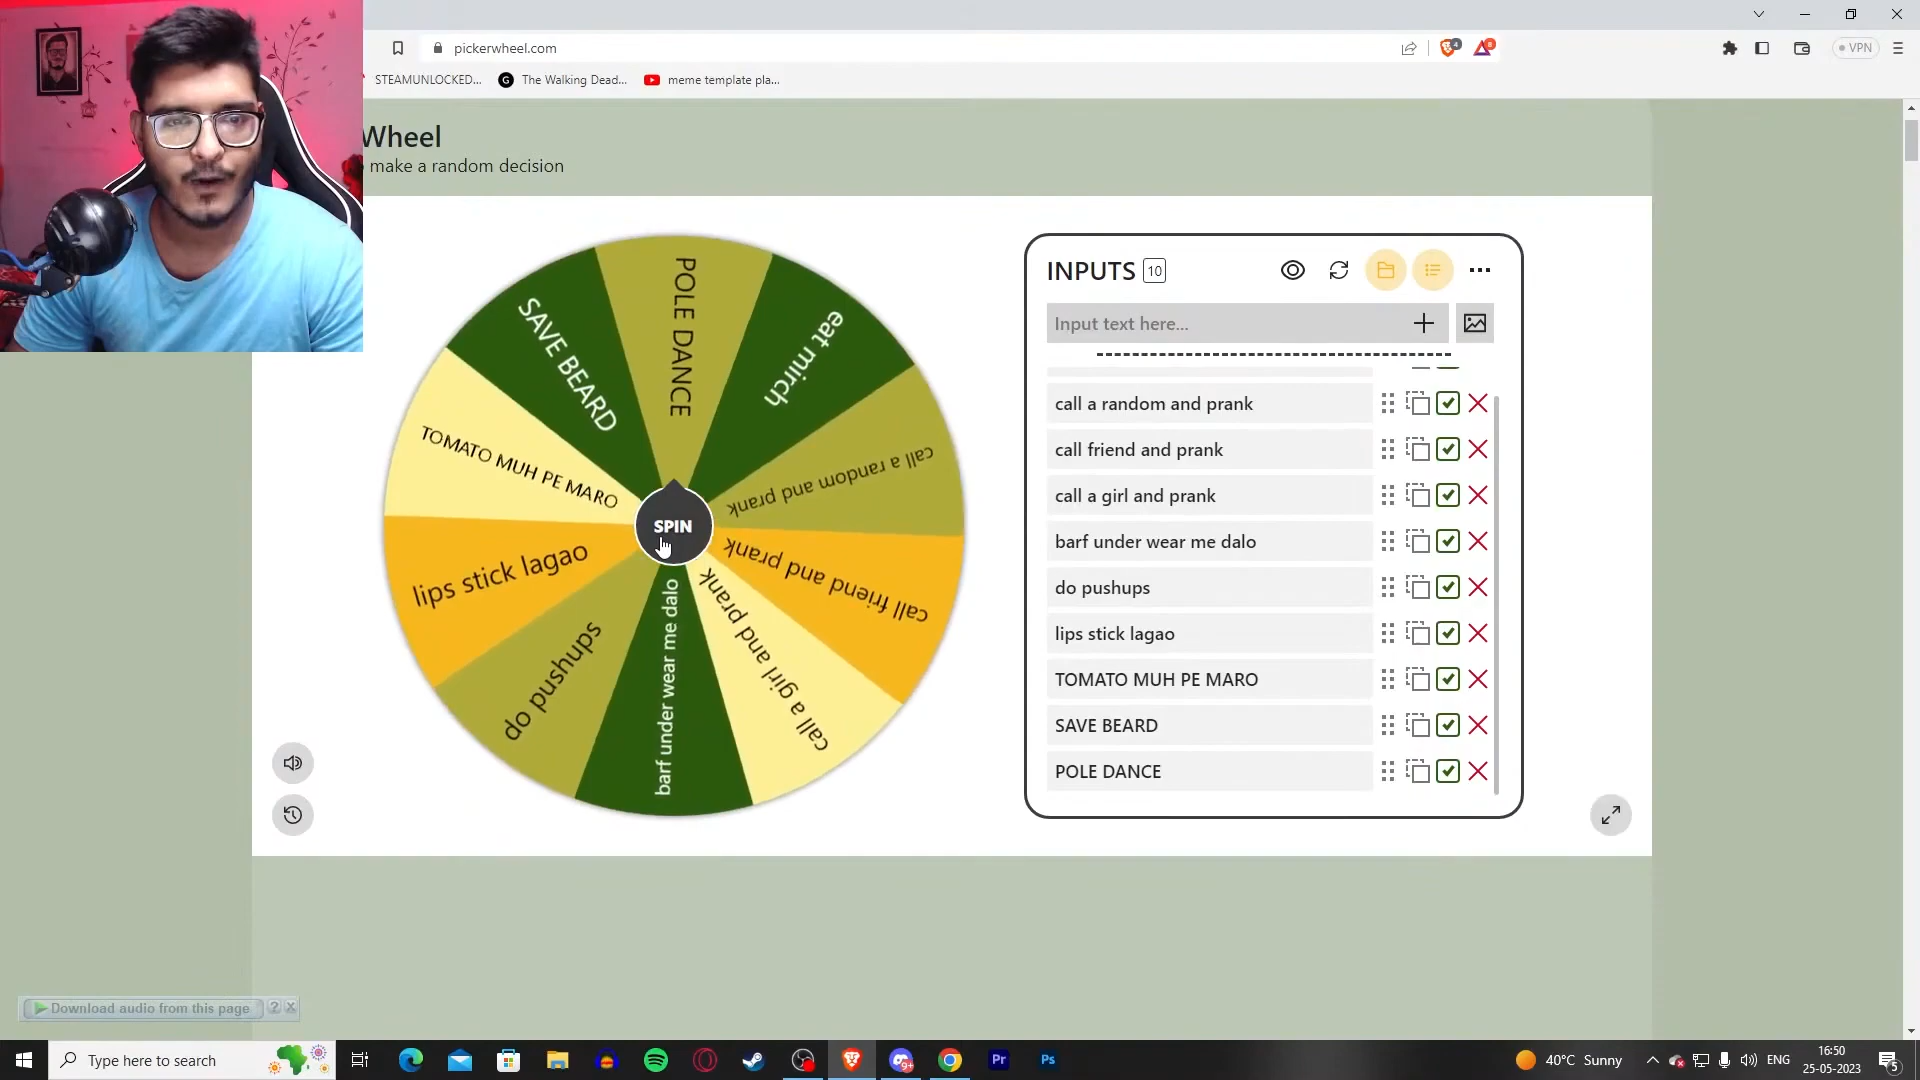 pickerwheel.com
VPN
STEAMUNLOCKED...
The Walking Dead...
meme template pla...
Wheel
make a random decision
POLE DANCE
eat mirch
call a random and prank
call friend and prank
call a girl and prank
barf under wear me dalo
do pushups
lips stick lagao
TOMATO MUH PE MARO
SAVE BEARD
SPIN
INPUTS 10
Input text here...
call a random and prank
call friend and prank
call a girl and prank
barf under wear me dalo
do pushups
lips stick lagao
TOMATO MUH PE MARO
SAVE BEARD
POLE DANCE
Download audio from this page ? X
Type here to search
Pr
Ps
40°C Sunny
ENG
16:50
25-05-2023
5